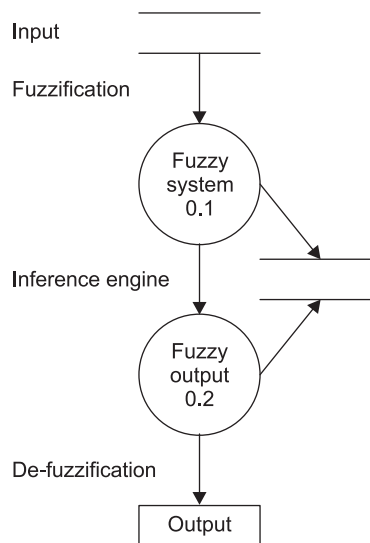 Input
Fuzzification
Fuzzy
system
0.1
Inference engine
Fuzzy
output
0.2
De-fuzzification
Output